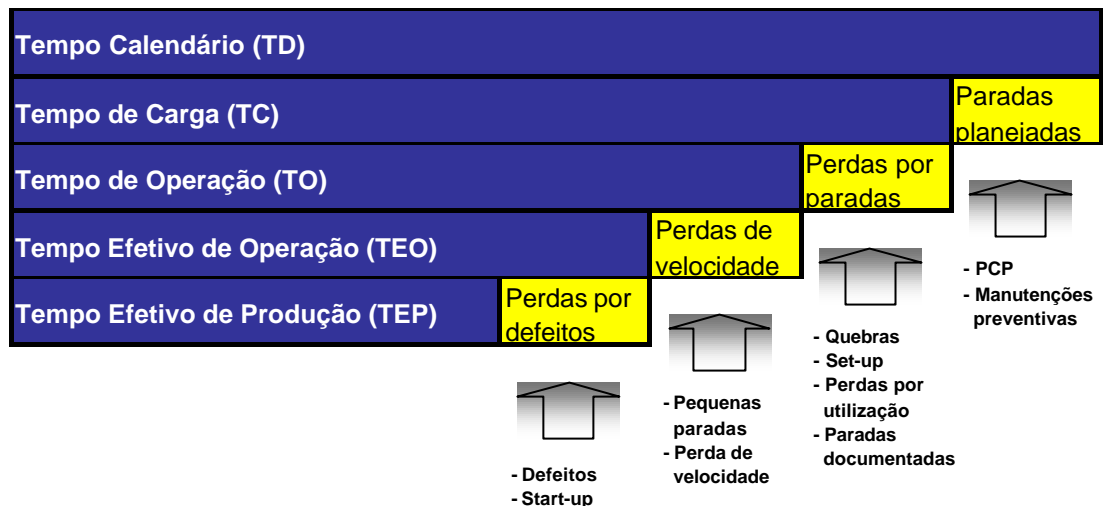 Tempo Calendário (TD)
Tempo de Carga (TC)
Paradas
planejadas
Tempo de Operação (TO)
Perdas por
paradas
Tempo Efetivo de Operação (TEO)
Perdas de
velocidade
Tempo Efetivo de Produção (TEP)
Perdas por
defeitos
- PCP
- Manutenções
preventivas
- Quebras
- Set-up
- Perdas por
utilização
- Paradas
documentadas
- Pequenas
paradas
- Perda de
velocidade
- Defeitos
- Start-up